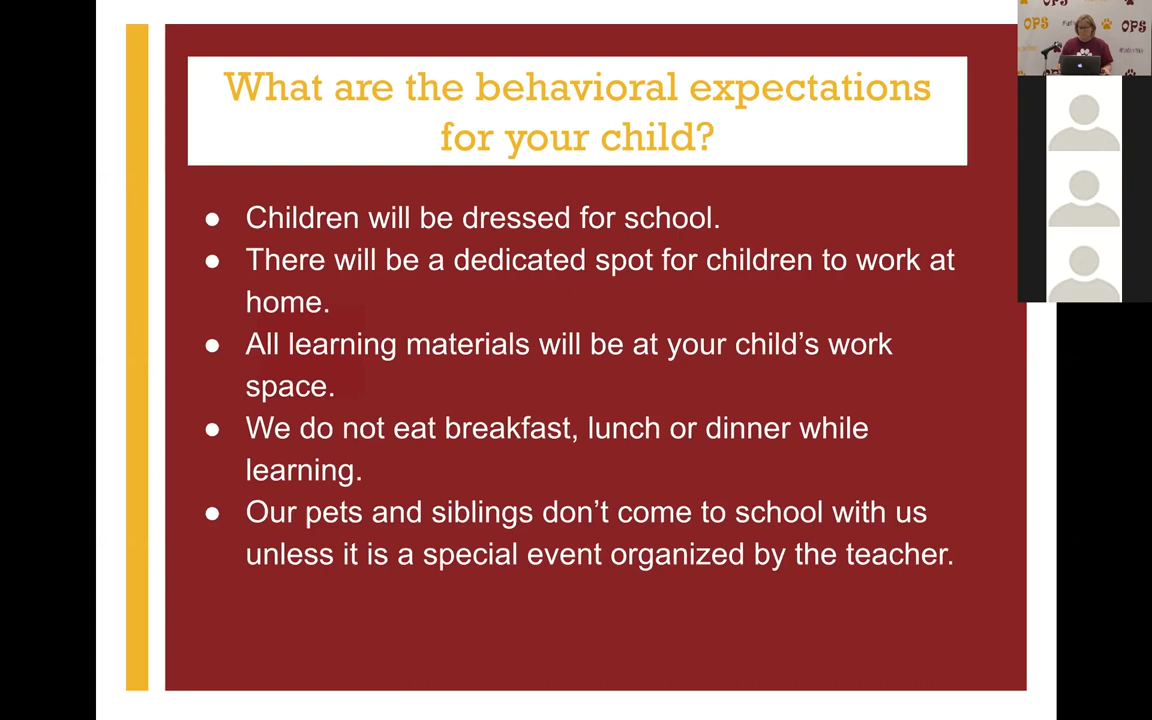 What are the behavioral expectations
for your child?
● Children will be dressed for school.
● There will be a dedicated spot for children to work at
home.
● All learning materials will be at your child's work
space.
● We do not eat breakfast, lunch or dinner while
learning.
● Our pets and siblings don't come to school with us
unless it is a special event organized by the teacher.
OPS
OPS